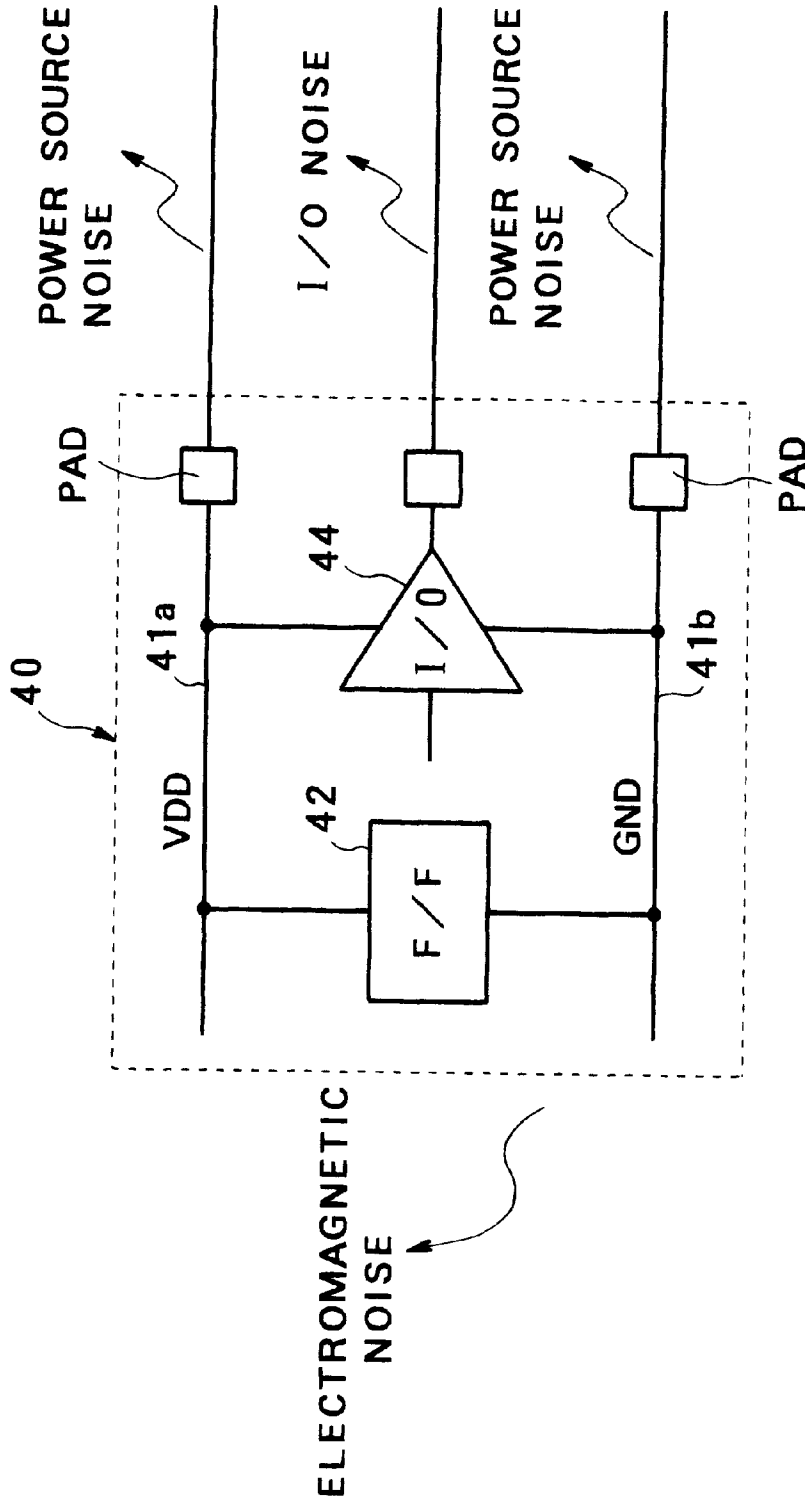 40
PAD
POWER SOURCE
NOISE
VDD
41a
42
44
F/F
I/O
I/O NOISE
ELECTROMAGNETIC
NOISE
GND
41b
POWER SOURCE
NOISE
PAD